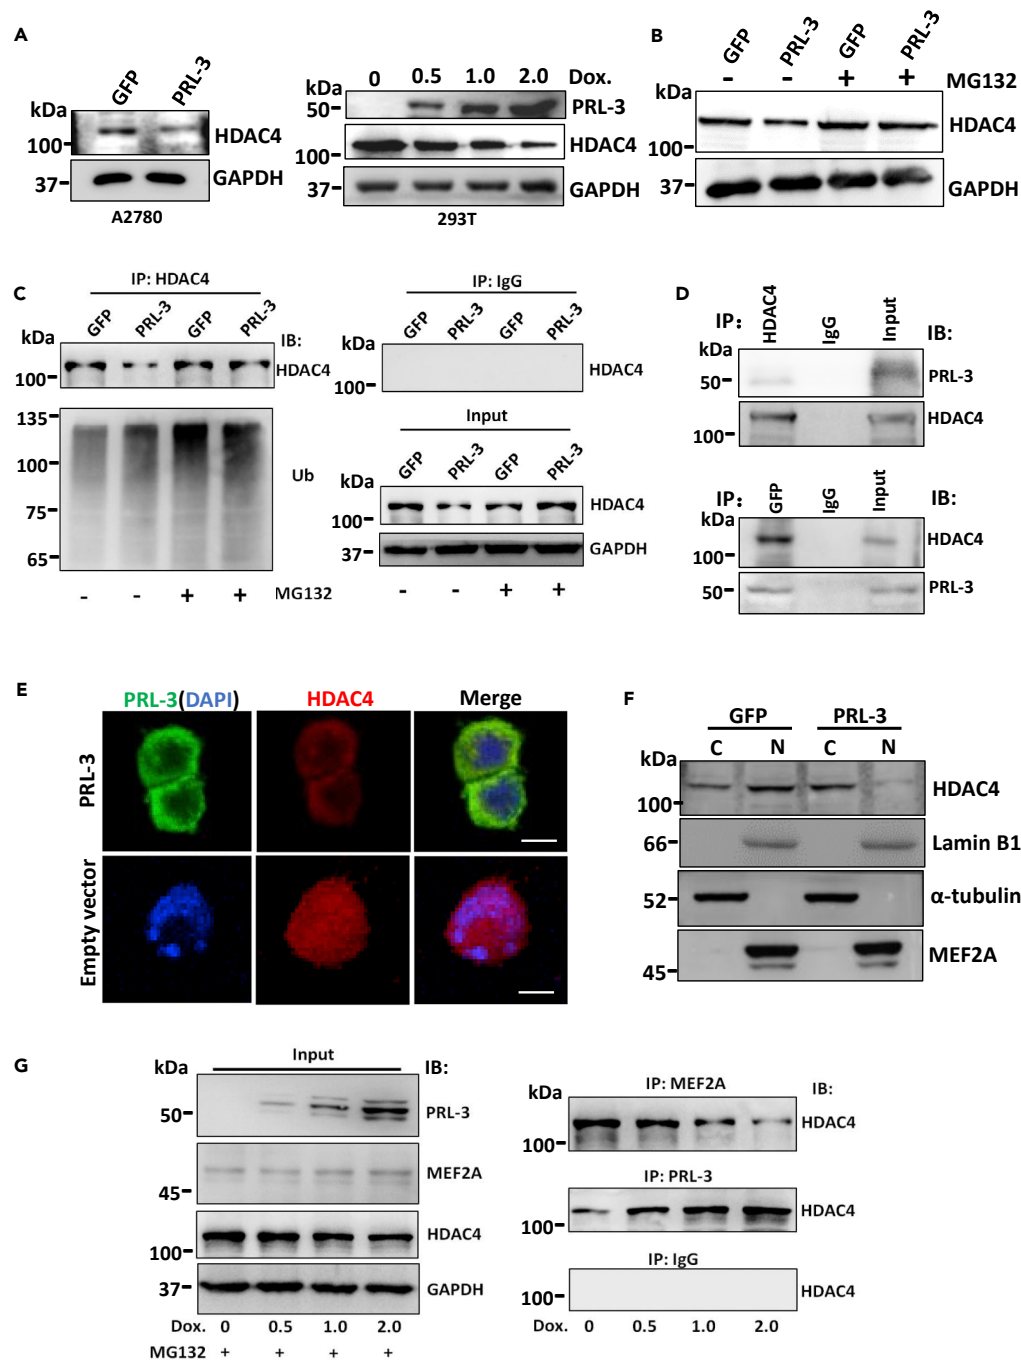 A
GFP
PRL-3
kDa
100
HDAC4
37
GAPDH
A2780
0 0.5 1.0 2.0 Dox.
kDa
50
PRL-3
100
HDAC4
37
GAPDH
293T
B
GFP
PRL-3
GFP
PRL-3
- - + + MG132
kDa
HDAC4
100
37
GAPDH
C
IP: HDAC4
GFP
PRL-3
GFP
PRL-3
kDa
IB:
HDAC4
100
135
100
Ub
75
65
- - + + MG132
IP: IgG
GFP
PRL-3
GFP
PRL-3
kDa
HDAC4
100
Input
GFP
PRL-3
GFP
PRL-3
kDa
HDAC4
100
37
GAPDH
- - + +
D
IP:
HDAC4
IgG
Input
IB:
kDa
50
PRL-3
HDAC4
100
IP:
GFP
IgG
Input
IB:
kDa
HDAC4
100
50
PRL-3
E
PRL-3(DAPI)
HDAC4
Merge
PRL-3
Empty vector
F
GFP PRL-3
C N C N
kDa
HDAC4
100
66
Lamin B1
52
α-tubulin
MEF2A
45
G
Input
kDa
IB:
50
PRL-3
MEF2A
45
HDAC4
100
37
GAPDH
Dox. 0 0.5 1.0 2.0
MG132 + + + +
IP: MEF2A
kDa
IB:
HDAC4
100
IP: PRL-3
HDAC4
100
IP: IgG
HDAC4
100
Dox. 0 0.5 1.0 2.0